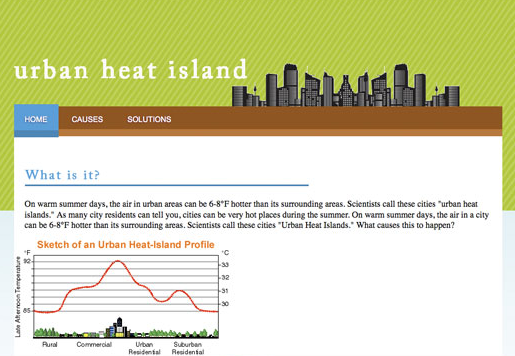 urban heat island
HOME CAUSES SOLUTIONS
What is it?
On warm summer days, the air in urban areas can be 6-8°F hotter than its surrounding areas. Scientists call these cities "urban heat
islands." As many city residents can tell you, cities can be very hot places during the summer. On warm summer days, the air in a city
can be 6-8°F hotter than its surrounding areas. Scientists call these cities "Urban Heat Islands." What causes this to happen?
Sketch of an Urban Heat-Island Profile
°F °C
92
33
32
31
30
85
Late Afternoon Temperature
Rural Commercial Urban Suburban
Residential Residential